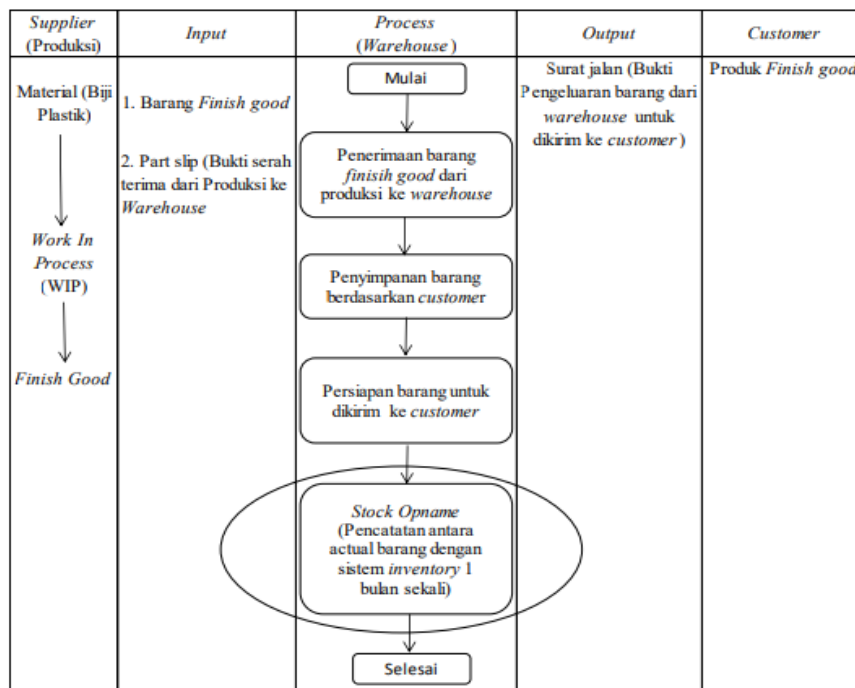 Supplier
(Produksi)
Input
Process
(Warehouse)
Output
Customer
Material (Biji
Plastik)
Work In
Process
(WIP)
Finish Good
1. Barang Finish good
2. Part slip (Bukti serah
terima dari Produksi ke
Warehouse
Mulai
Penerimaan barang
finisih good dari
produksi ke warehouse
Penyimpanan barang
berdasarkan customer
Persiapan barang untuk
dikirim ke customer
Stock Opname
(Pencatatan antara
actual barang dengan
sistem inventory 1
bulan sekali)
Selesai
Surat jalan (Bukti
Pengeluaran barang dari
warehouse untuk
dikirim ke customer)
Produk Finish good